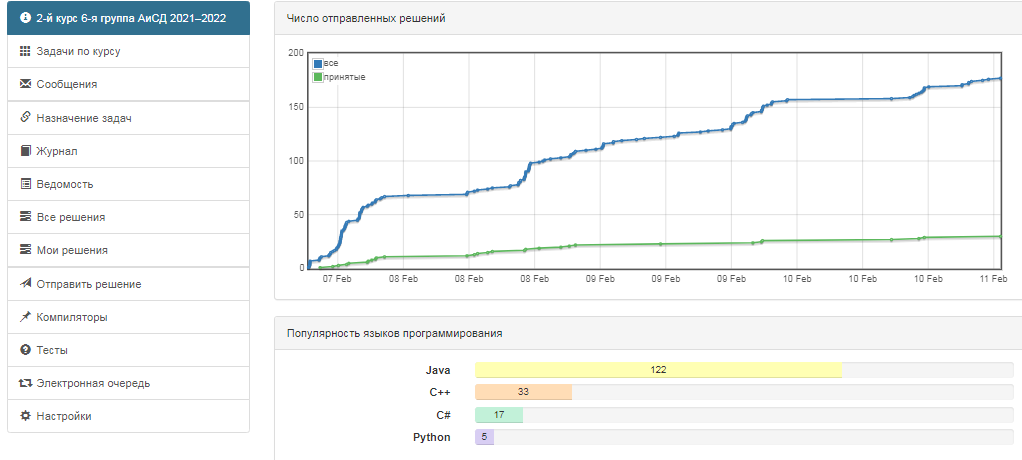 2-й курс 6-я группа АиСД 2021–2022
Задачи по курсу
Сообщения
Назначение задач
Журнал
Ведомость
Все решения
Мои решения
Отправить решение
Компиляторы
Тесты
Электронная очередь
Настройки
Число отправленных решений
200
150
100
50
0
все
принятые
07 Feb 08 Feb 08 Feb 08 Feb 09 Feb 09 Feb 09 Feb 10 Feb 10 Feb 10 Feb 11 Feb
Популярность языков программирования
Java 122
C++ 33
C# 17
Python 5